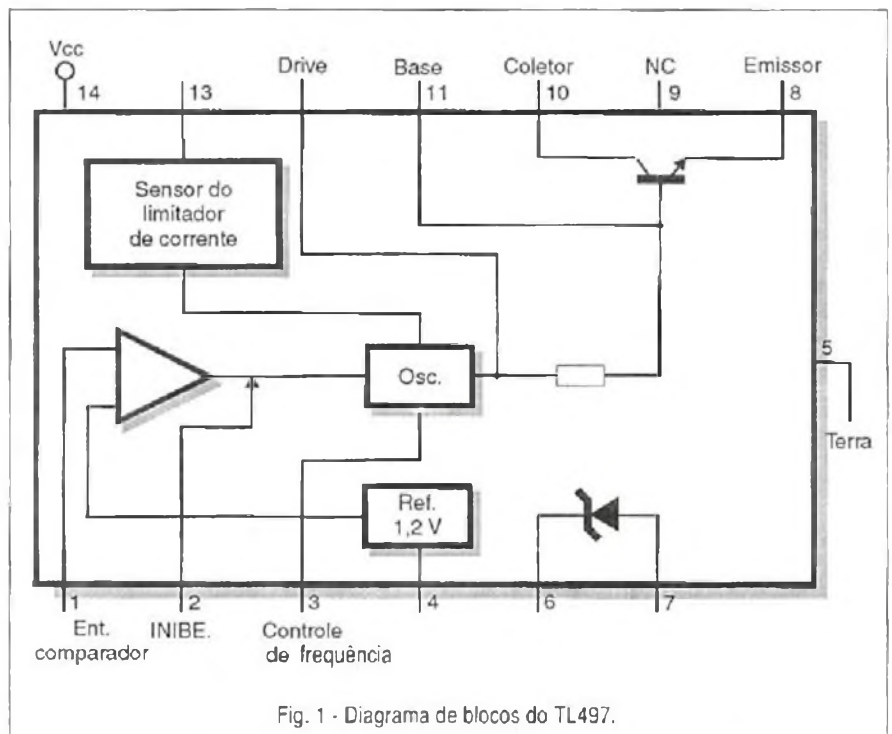 Vcc
14
13
Drive
Base
11
Coletor
10
NC
9
Emissor
8
Sensor do
limitador
de corrente
Osc.
5
Terra
Ref.
1,2 V
1
Ent.
comparador
2
INIBE.
3
Controle
de frequência
4
6
7
Fig. 1 - Diagrama de blocos do TL497.